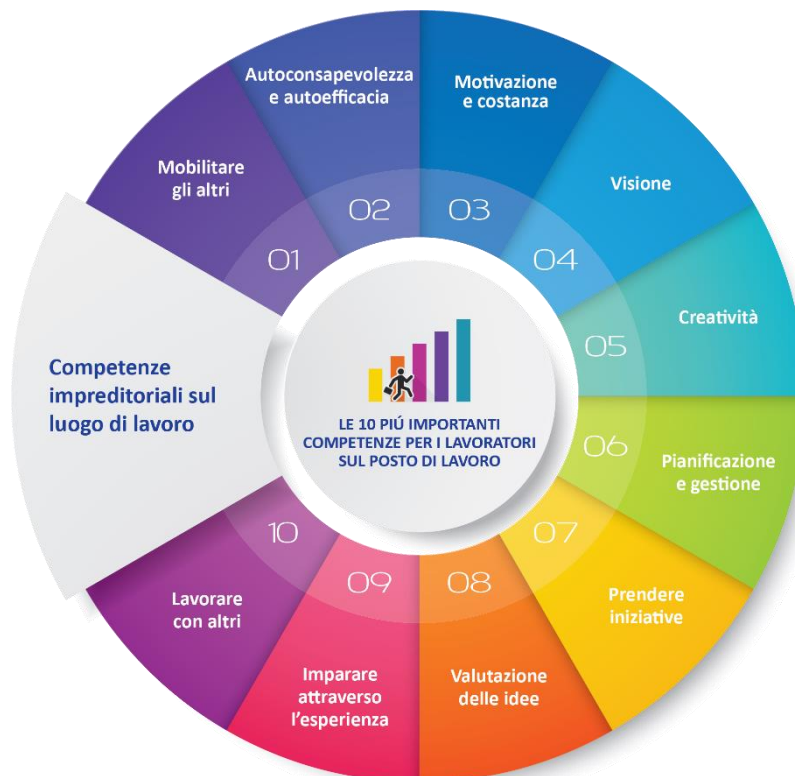 Competenze
impreditoriali sul
luogo di lavoro
LE 10 PIÚ IMPORTANTI
COMPETENZE PER I LAVORATORI
SUL POSTO DI LAVORO
01
Mobilitare
gli altri
02
Autoconsapevolezza
e autoefficacia
03
Motivazione
e costanza
04
Visione
05
Creatività
06
Pianificazione
e gestione
07
Prendere
iniziative
08
Valutazione
delle idee
09
Imparare
attraverso
l'esperienza
10
Lavorare
con altri